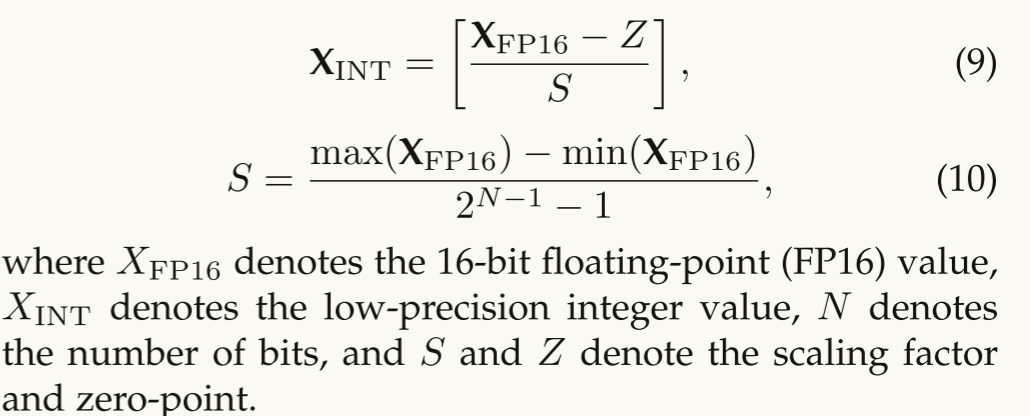 X_INT = [ (X_FP16 − Z) / S ] , (9)
S = (max(X_FP16) − min(X_FP16)) / (2^{N−1} − 1) , (10)
where X_FP16 denotes the 16-bit floating-point (FP16) value,
X_INT denotes the low-precision integer value, N denotes
the number of bits, and S and Z denote the scaling factor
and zero-point.